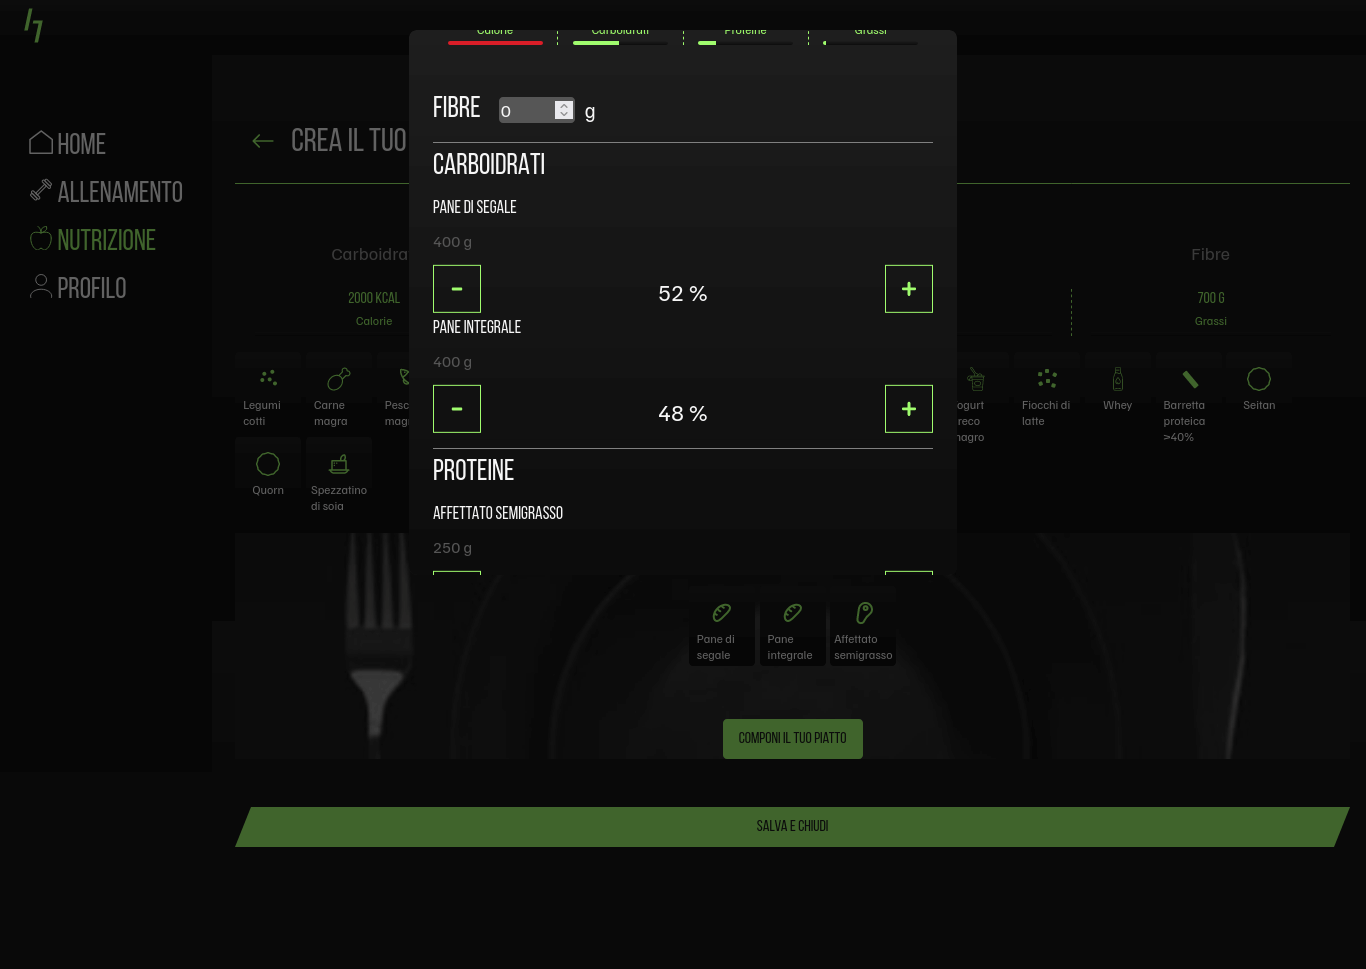 Calorie
Carboidrati
Proteine
Grassi
FIBRE 0 g
CARBOIDRATI
PANE DI SEGALE
400 g
- 52 % +
PANE INTEGRALE
400 g
- 48 % +
PROTEINE
AFFETTATO SEMIGRASSO
250 g
HOME
ALLENAMENTO
NUTRIZIONE
PROFILO
CREA IL TUO
Carboidra
Fibre
2000 KCAL
Calorie
700 G
Grassi
Legumi
cotti
Carne
magra
Pesc
mag
ogurt
reco
magro
Fiocchi di
latte
Whey
Barretta
proteica
>40%
Seitan
Quorn
Spezzatino
di soia
Pane di
segale
Pane
integrale
Affettato
semigrasso
COMPONI IL TUO PIATTO
SALVA E CHIUDI